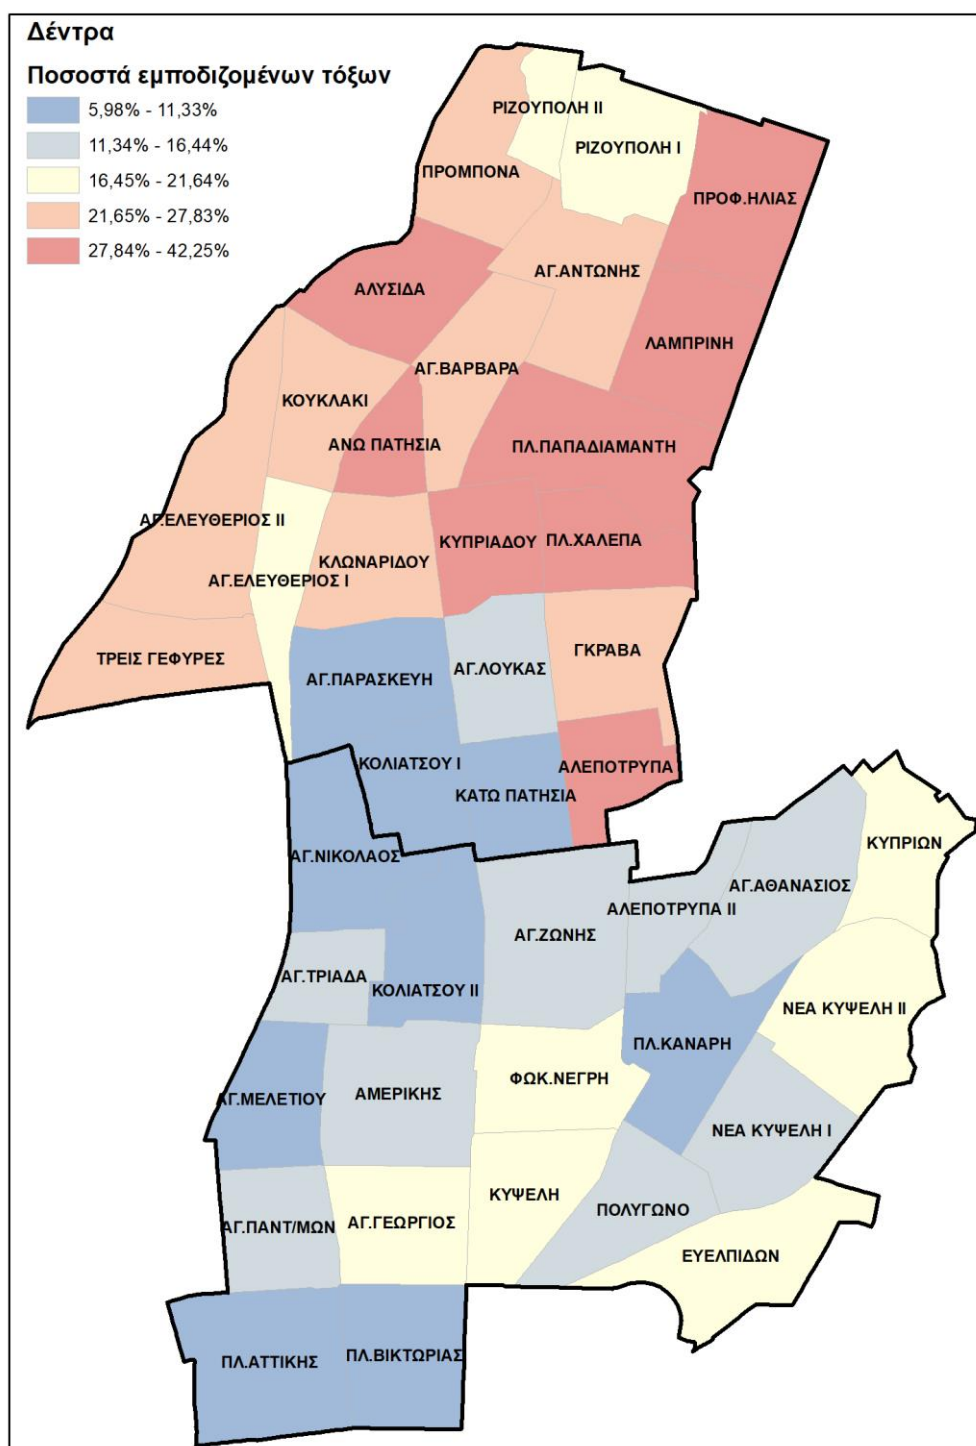 Δέντρα
Ποσοστά εμποδιζομένων τόξων
5,98% - 11,33%
11,34% - 16,44%
16,45% - 21,64%
21,65% - 27,83%
27,84% - 42,25%
ΡΙΖΟΥΠΟΛΗ ΙΙ
ΡΙΖΟΥΠΟΛΗ Ι
ΠΡΟΜΠΟΝΑ
ΠΡΟΦ.ΗΛΙΑΣ
ΑΓ.ΑΝΤΩΝΗΣ
ΑΛΥΣΙΔΑ
ΛΑΜΠΡΙΝΗ
ΑΓ.ΒΑΡΒΑΡΑ
ΚΟΥΚΛΑΚΙ
ΑΝΩ ΠΑΤΗΣΙΑ
ΠΛ.ΠΑΠΑΔΙΑΜΑΝΤΗ
ΑΓ.ΕΛΕΥΘΕΡΙΟΣ ΙΙ
ΚΥΠΡΙΑΔΟΥ
ΠΛ.ΧΑΛΕΠΑ
ΚΛΩΝΑΡΙΔΟΥ
ΑΓ.ΕΛΕΥΘΕΡΙΟΣ Ι
ΤΡΕΙΣ ΓΕΦΥΡΕΣ
ΓΚΡΑΒΑ
ΑΓ.ΛΟΥΚΑΣ
ΑΓ.ΠΑΡΑΣΚΕΥΗ
ΚΟΛΙΑΤΣΟΥ Ι
ΑΛΕΠΟΤΡΥΠΑ
ΚΑΤΩ ΠΑΤΗΣΙΑ
ΚΥΠΡΙΩΝ
ΑΓ.ΝΙΚΟΛΑΟΣ
ΑΓ.ΑΘΑΝΑΣΙΟΣ
ΑΛΕΠΟΤΡΥΠΑ ΙΙ
ΑΓ.ΖΩΝΗΣ
ΑΓ.ΤΡΙΑΔΑ
ΚΟΛΙΑΤΣΟΥ ΙΙ
ΝΕΑ ΚΥΨΕΛΗ ΙΙ
ΠΛ.ΚΑΝΑΡΗ
ΦΩΚ.ΝΕΓΡΗ
ΑΓ.ΜΕΛΕΤΙΟΥ
ΑΜΕΡΙΚΗΣ
ΝΕΑ ΚΥΨΕΛΗ Ι
ΚΥΨΕΛΗ
ΠΟΛΥΓΩΝΟ
ΑΓ.ΠΑΝΤ/ΜΩΝ
ΑΓ.ΓΕΩΡΓΙΟΣ
ΕΥΕΛΠΙΔΩΝ
ΠΛ.ΑΤΤΙΚΗΣ
ΠΛ.ΒΙΚΤΩΡΙΑΣ